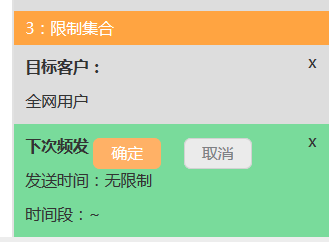 3：限制集合
目标客户： x
全网用户
下次频发 确定 取消 x
发送时间：无限制
时间段：~